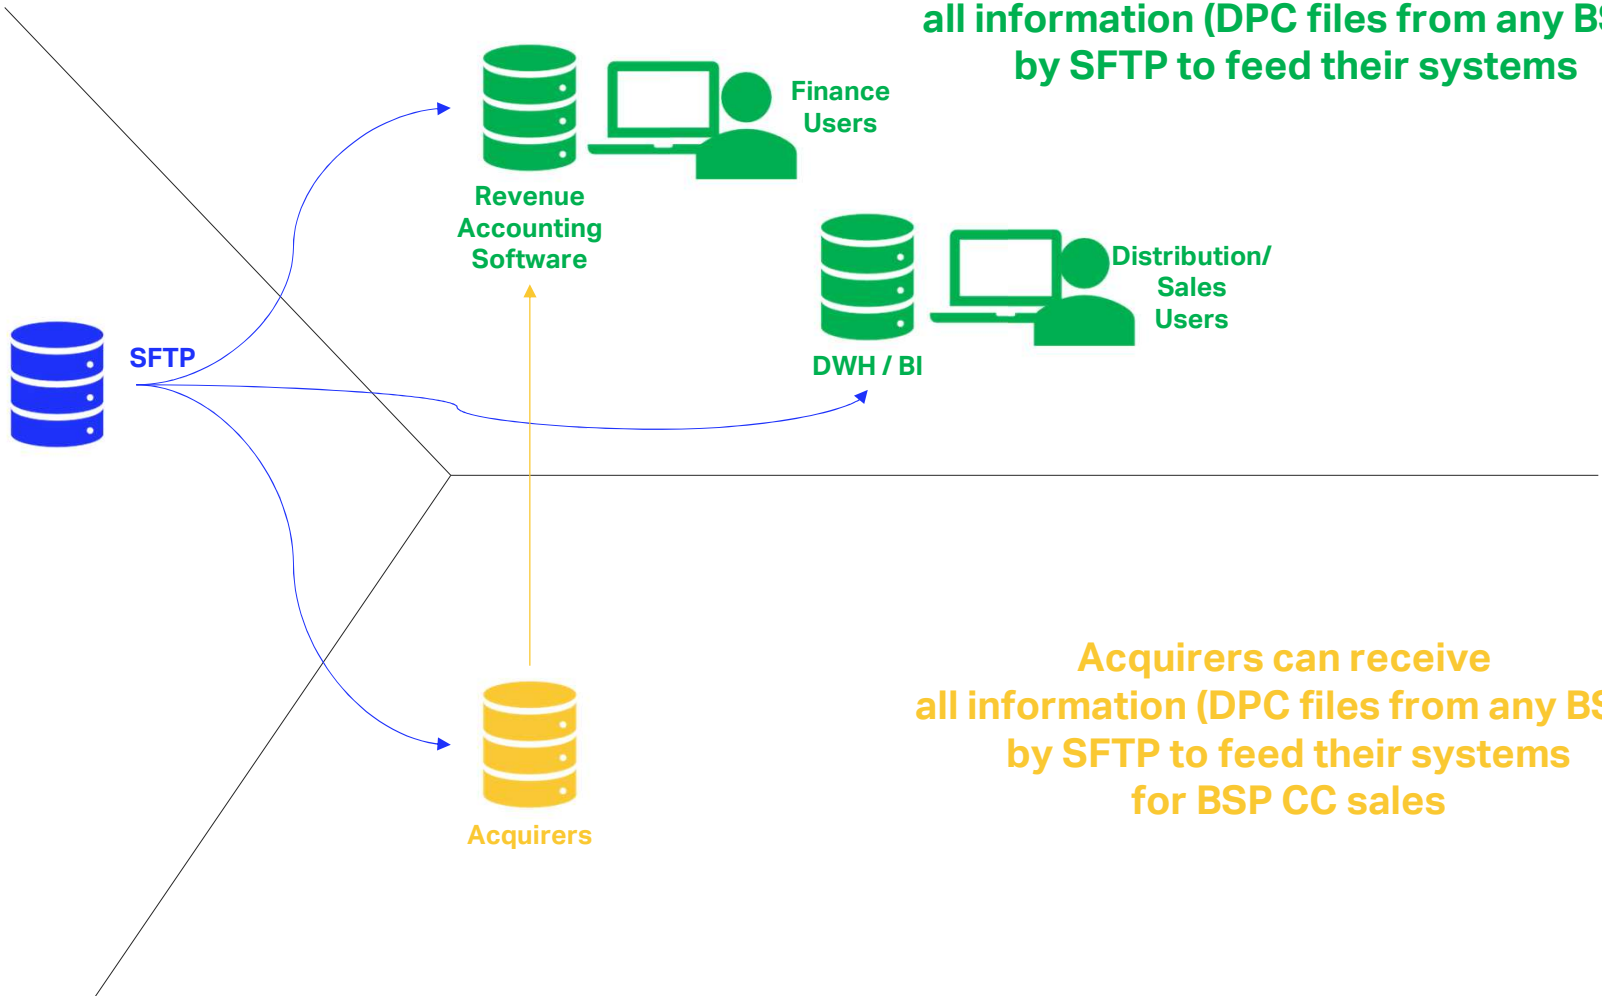 all information (DPC files from any
by SFTP to feed their systems
Finance
Users
Revenue
Accounting
Software
Distribution/
Sales
Users
DWH / BI
SFTP
Acquirers can receive
all information (DPC files from any
by SFTP to feed their systems
for BSP CC sales
Acquirers